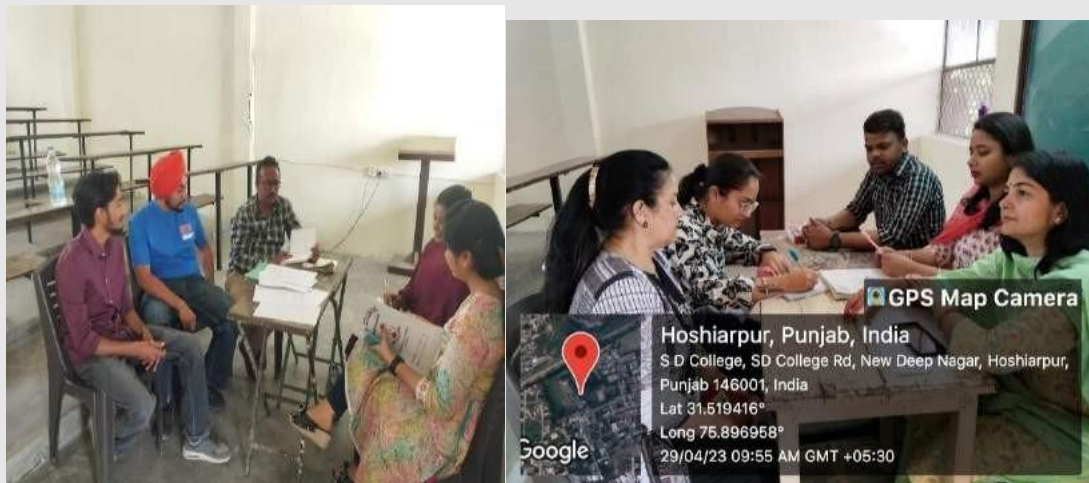 GPS Map Camera
Hoshiarpur, Punjab, India
S D College, SD College Rd, New Deep Nagar, Hoshiarpur,
Punjab 146001, India
Lat 31.519416°
Long 75.896958°
29/04/23 09:55 AM GMT +05:30
Google